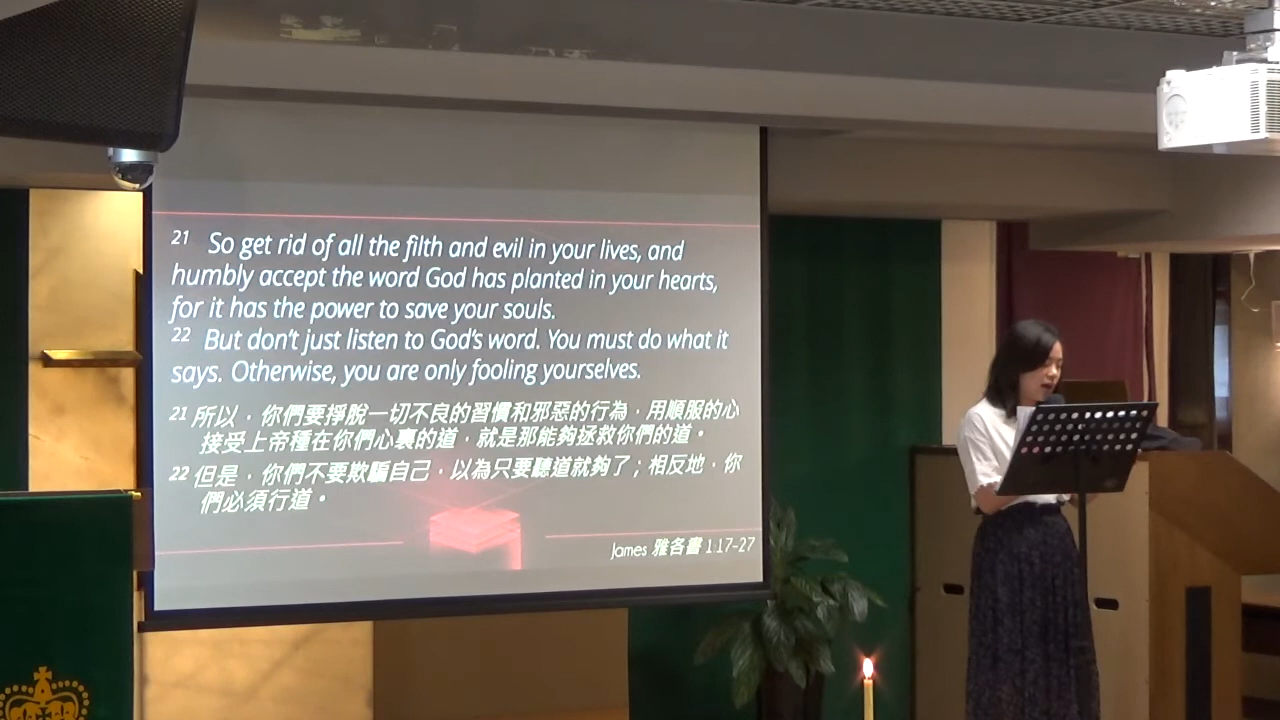 21 So get rid of all the filth and evil in your lives, and
humbly accept the word God has planted in your hearts,
for it has the power to save your souls.
22 But don't just listen to God's word. You must do what it
says. Otherwise, you are only fooling yourselves.
21 所以，你們要掙脫一切不良的習慣和邪惡的行為，用順服的心
接受上帝種在你們心裏的道，就是那能夠拯救你們的道。
22 但是，你們不要欺騙自己，以為只要聽道就夠了；相反地，你
們必須行道。
James 雅各書 1:17-27